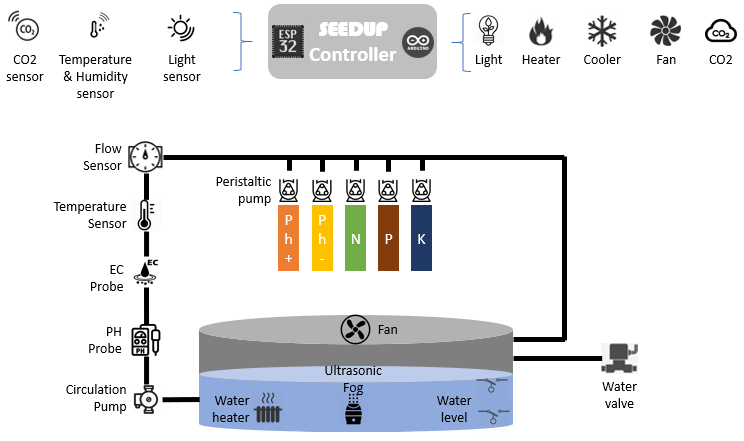 SEEDUP
Controller
ESP
32
ARDUINO
CO2
CO2
sensor
Temperature
& Humidity
sensor
Light
sensor
Light
Heater
Cooler
Fan
CO2
CO2
Flow
Sensor
Peristaltic
pump
Temperature
Sensor
P
h
+
P
h
-
N
P
K
EC
EC
Probe
PH
Probe
PH
Fan
Ultrasonic
Fog
Circulation
Pump
Water
heater
Water
level
Water
valve